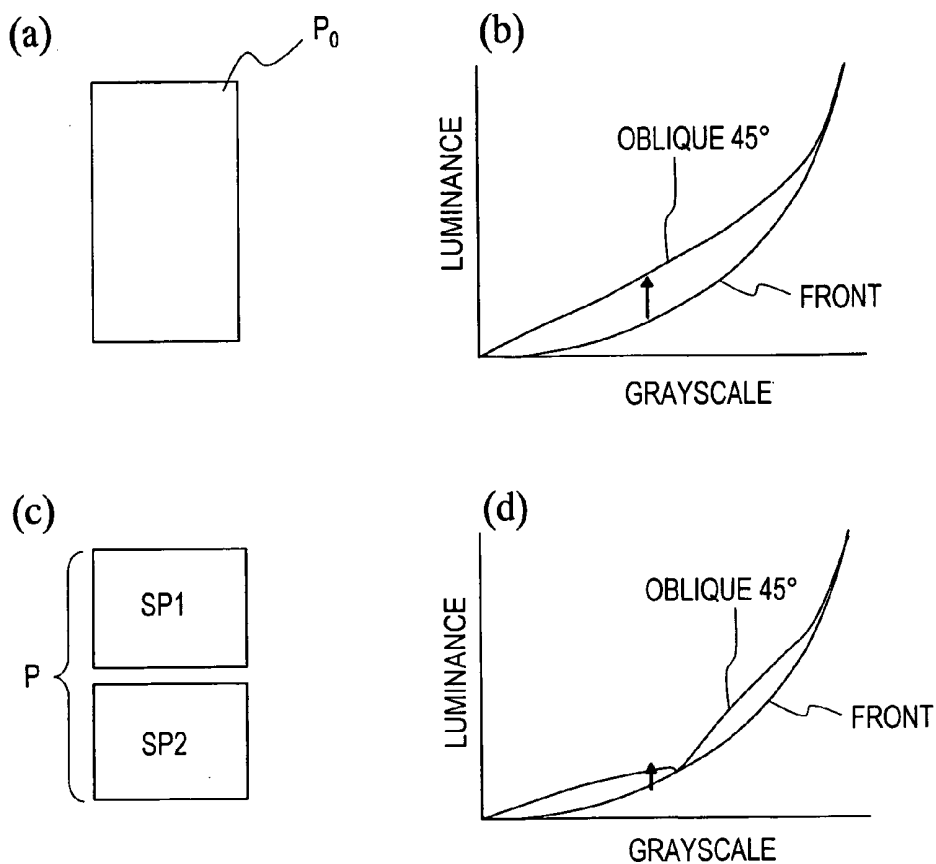 (a)
P₀
(b)
LUMINANCE
OBLIQUE 45°
FRONT
GRAYSCALE
(c)
P
SP1
SP2
(d)
LUMINANCE
OBLIQUE 45°
FRONT
GRAYSCALE